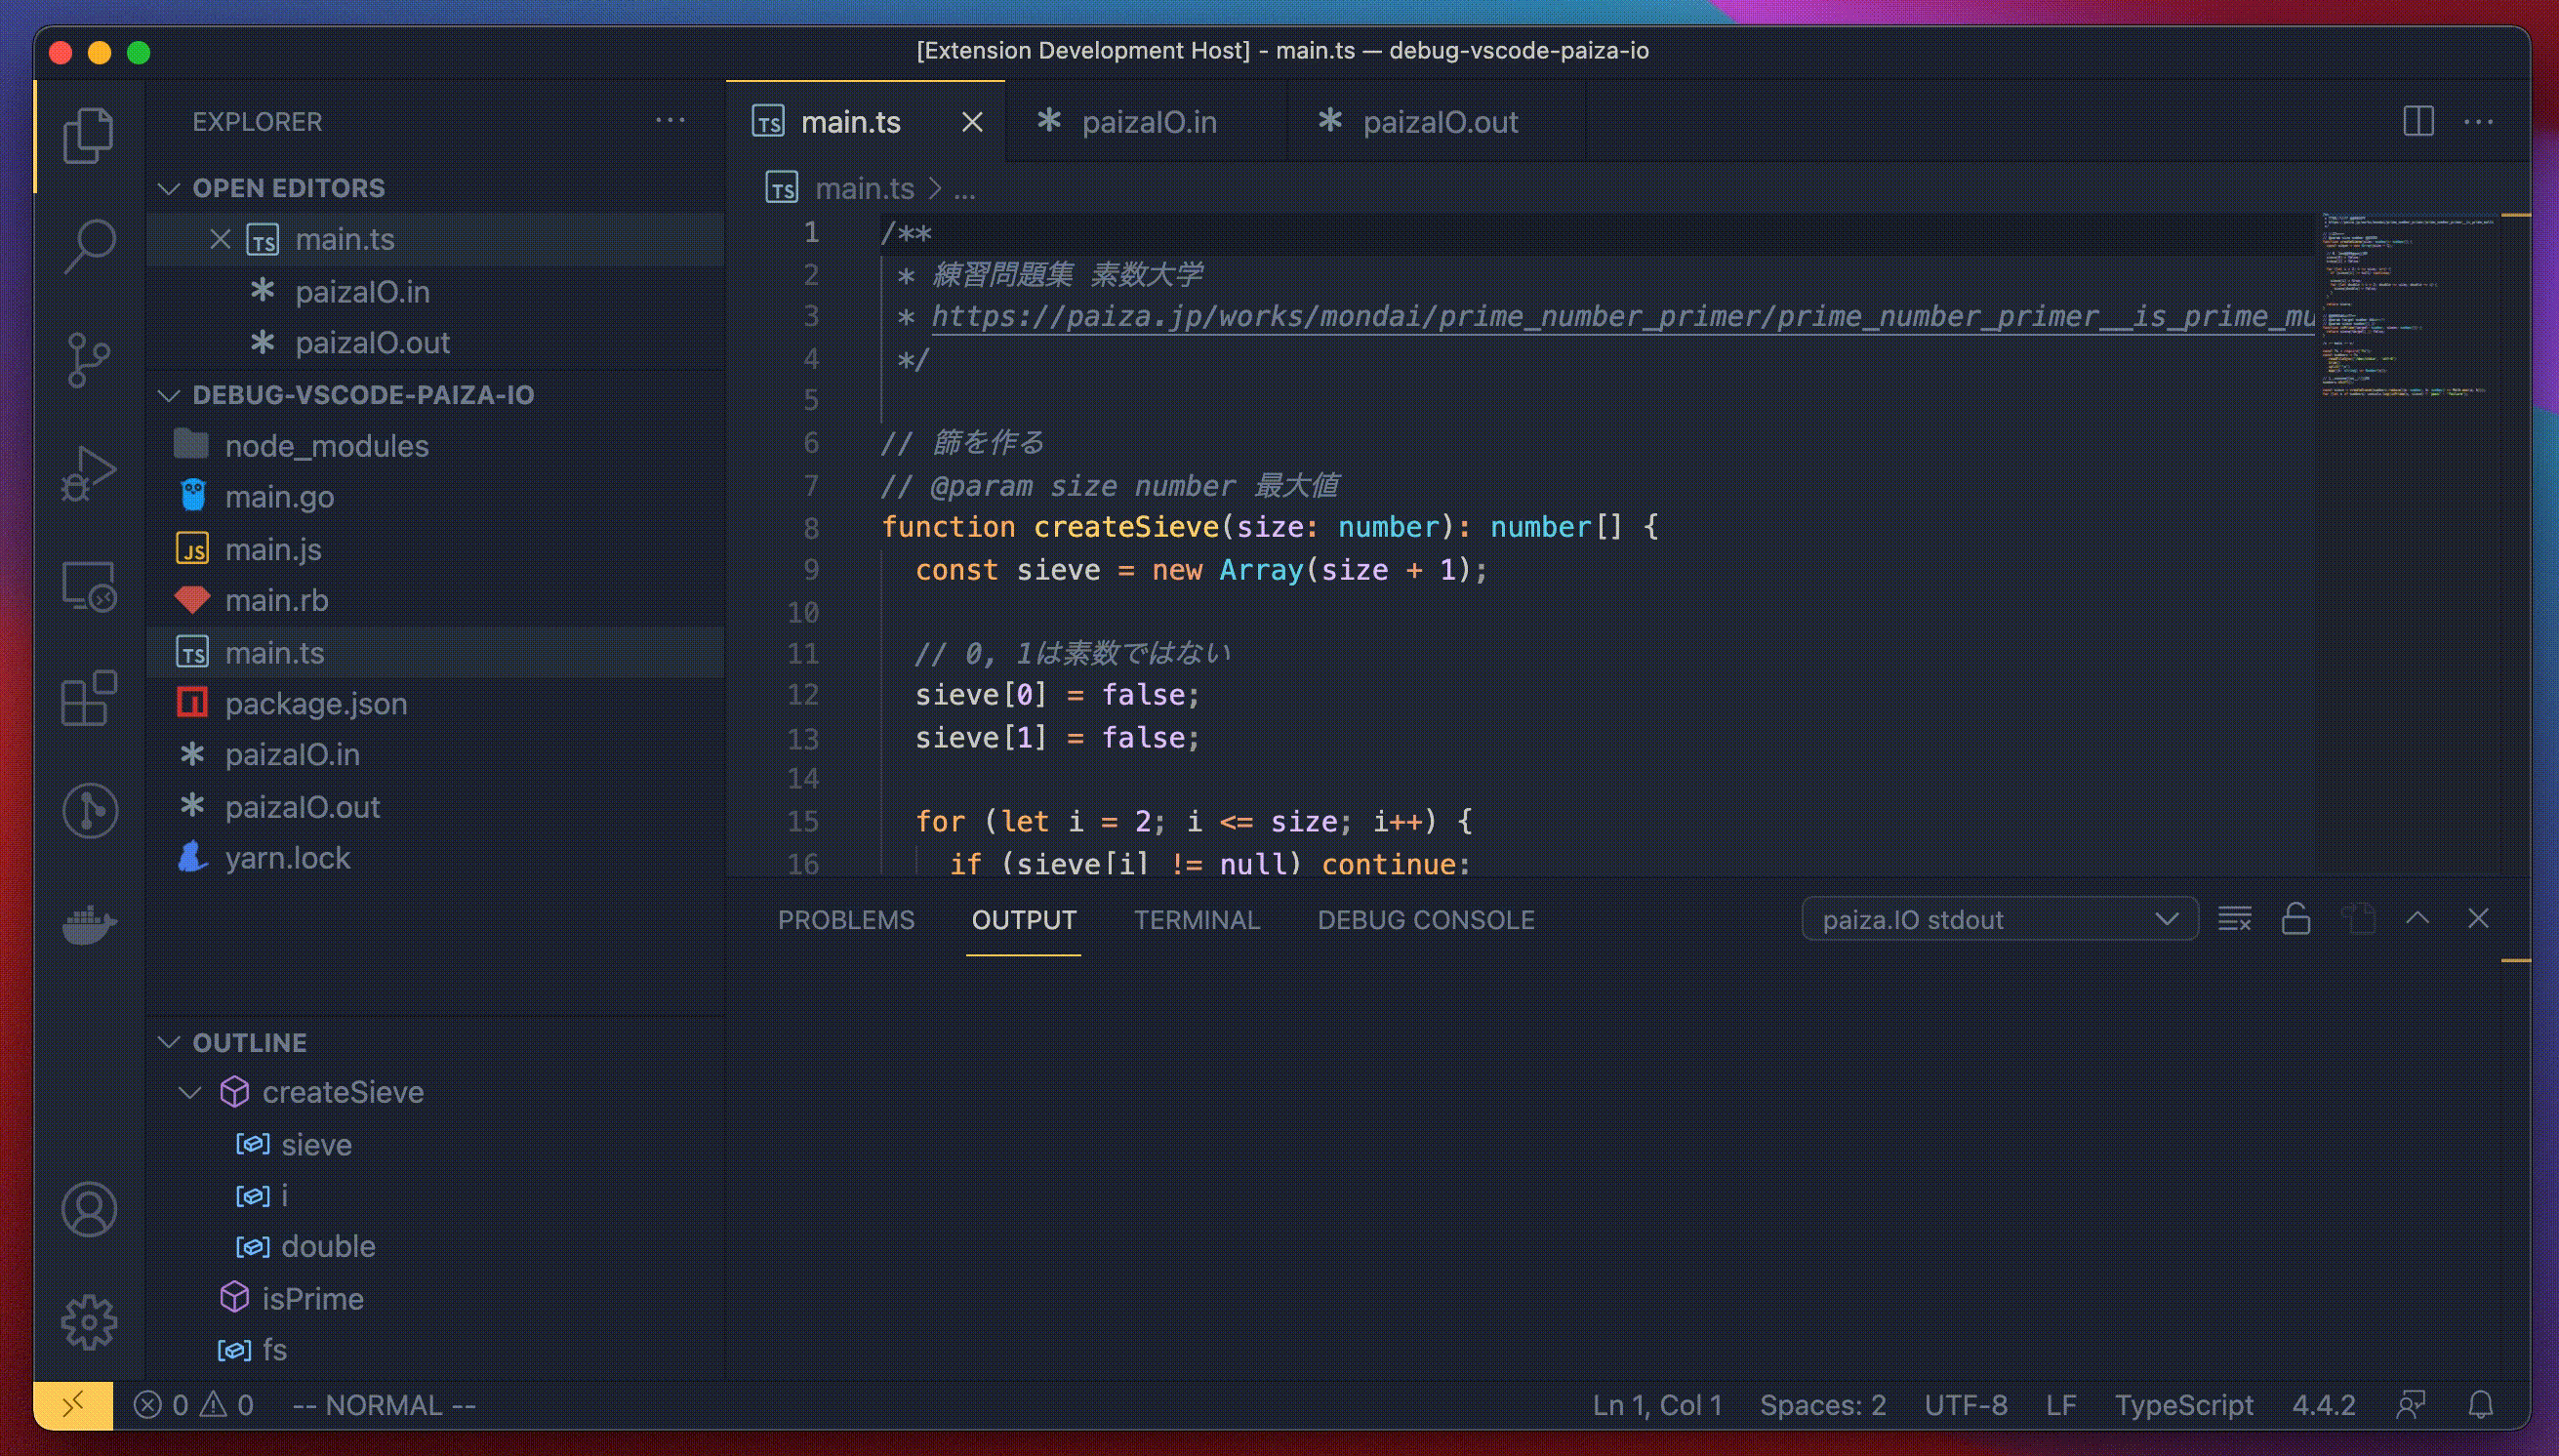 [Extension Development Host] - main.ts — debug-vscode-paiza-io
EXPLORER
OPEN EDITORS
TS main.ts
paizaIO.in
paizaIO.out
DEBUG-VSCODE-PAIZA-IO
node_modules
main.go
JS main.js
main.rb
TS main.ts
package.json
paizaIO.in
paizaIO.out
yarn.lock
OUTLINE
createSieve
sieve
i
double
isPrime
fs
TS main.ts
paizaIO.in
paizaIO.out
TS main.ts > ...
1 /**
2 * 練習問題集 素数大学
3 * https://paiza.jp/works/mondai/prime_number_primer/prime_number_primer__is_prime_mu
4 */
5
6 // 篩を作る
7 // @param size number 最大値
8 function createSieve(size: number): number[] {
9 const sieve = new Array(size + 1);
10
11 // 0, 1は素数ではない
12 sieve[0] = false;
13 sieve[1] = false;
14
15 for (let i = 2; i <= size; i++) {
16 if (sieve[i] != null) continue;
PROBLEMS OUTPUT TERMINAL DEBUG CONSOLE
paiza.IO stdout
0 0 -- NORMAL --
Ln 1, Col 1 Spaces: 2 UTF-8 LF TypeScript 4.4.2